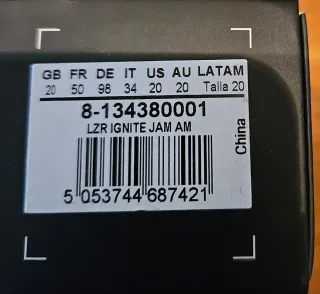 GB FR DE IT US AU LATAM
20 50 98 34 20 20 Talla 20
8-134380001
LZR IGNITE JAM AM
China
5 053744 687421